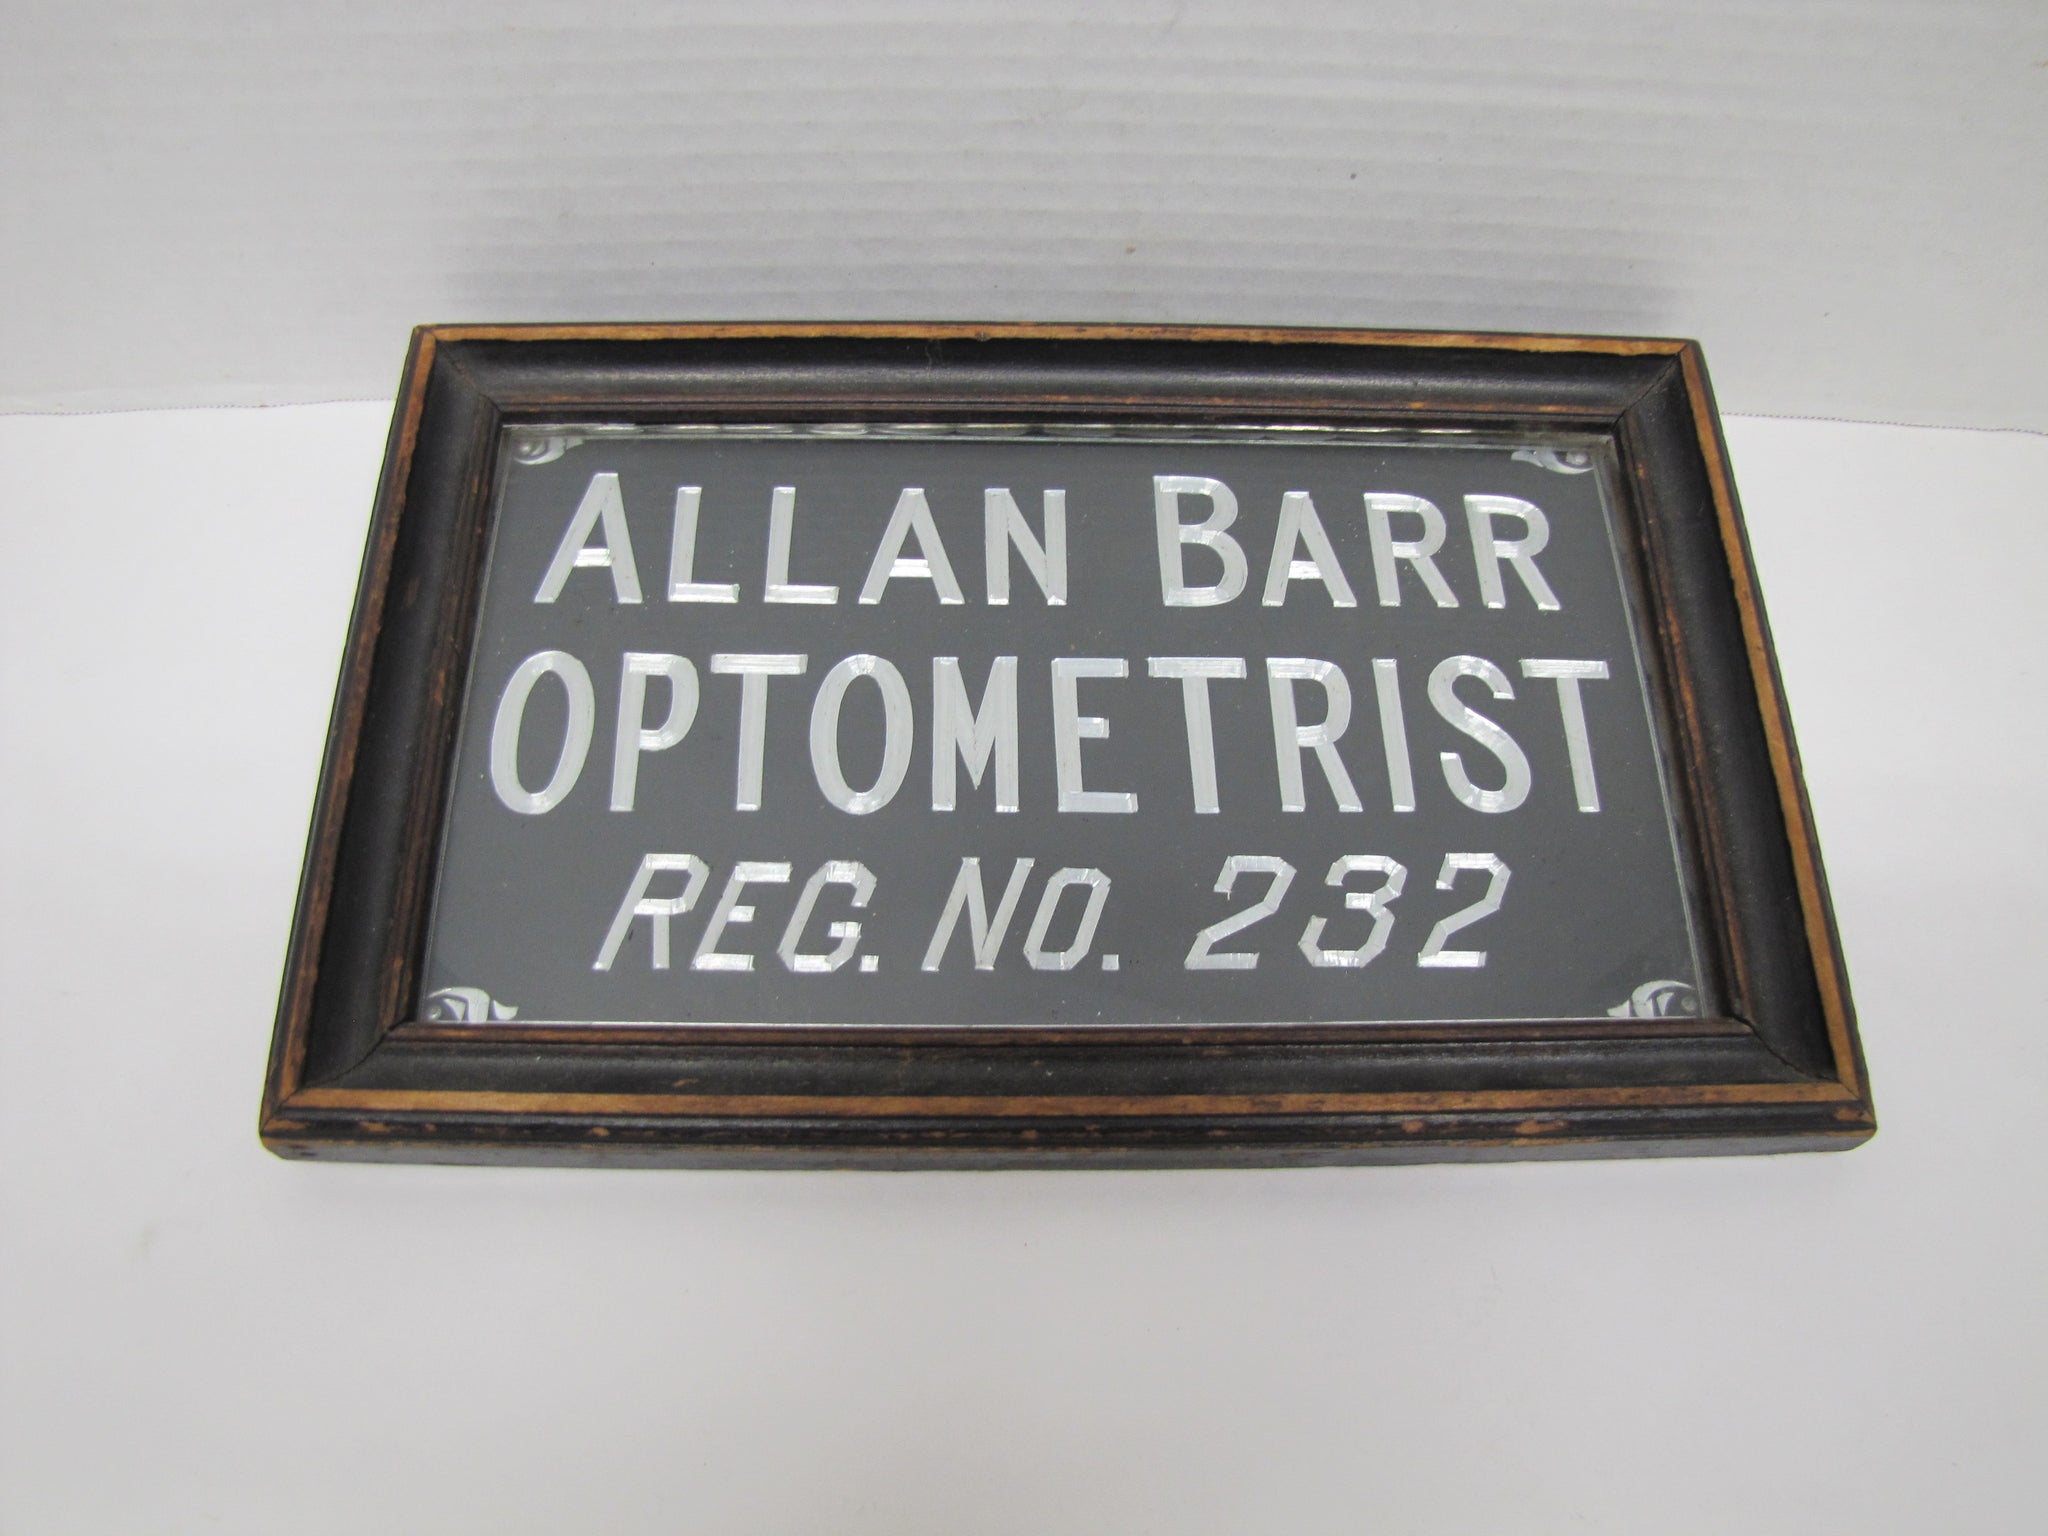 ALLAN BARR
OPTOMETRIST
REG. NO. 232